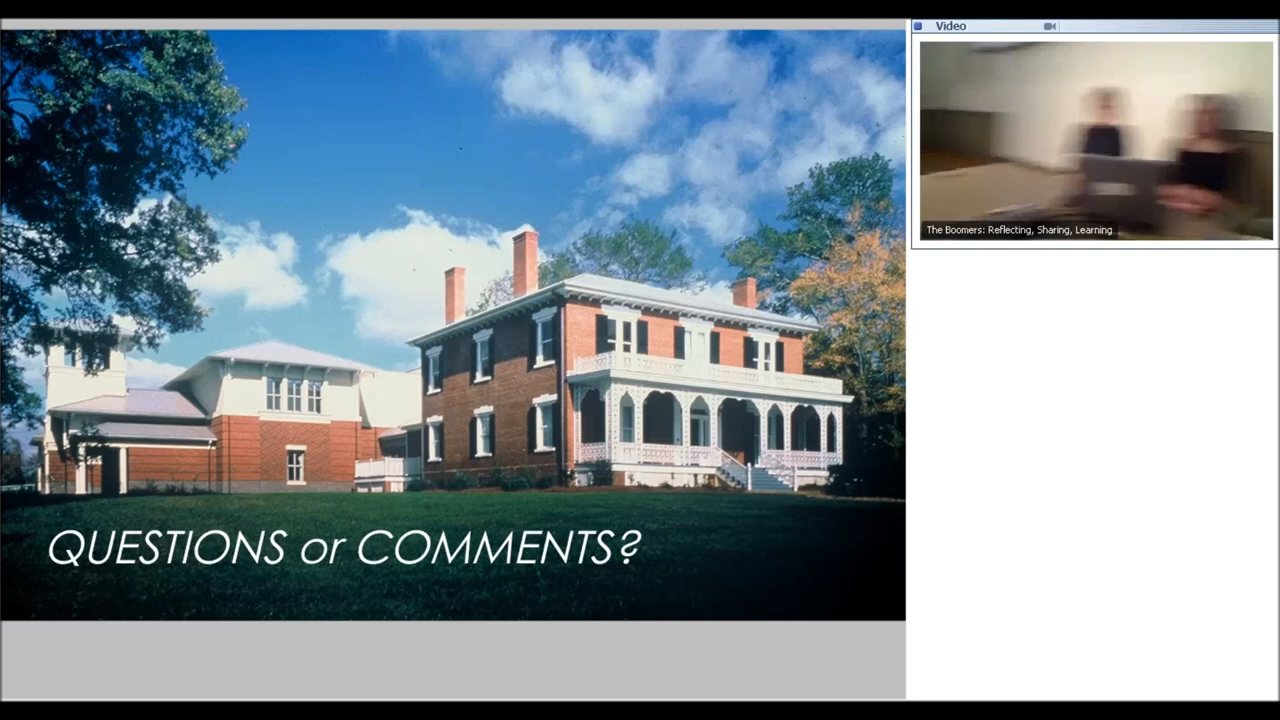 Video
The Boomers: Reflecting, Sharing, Learning
QUESTIONS or COMMENTS?